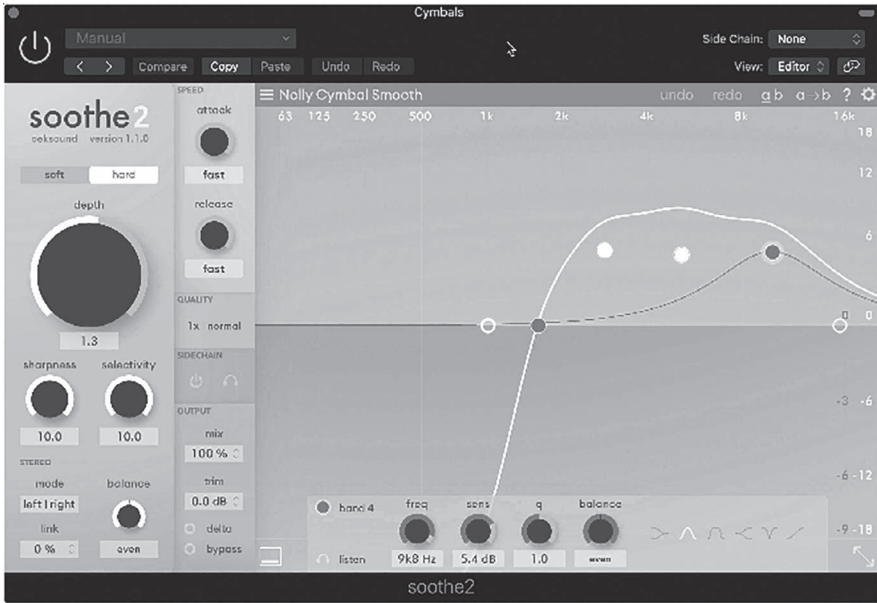 Cymbals
Manual
Side Chain: None
< > Compare Copy Paste Undo Redo
View: Editor
soothe2
oeksound version 1.1.0
soft hard
depth
1.3
sharpness selectivity
10.0 10.0
STEREO
mode balance
left | right
link
0 % even
SPEED
attack
fast
release
fast
QUALITY
1x normal
SIDECHAIN
OUTPUT
mix
100 %
trim
0.0 dB
delta
bypass
Nolly Cymbal Smooth undo redo a b a→b ?
63 125 250 500 1k 2k 4k 8k 16k
18
12
6
0 0
-3 -6
-6 -12
-9 -18
band 4 freq sens q balance
listen 9k8 Hz 5.4 dB 1.0 even
soothe2